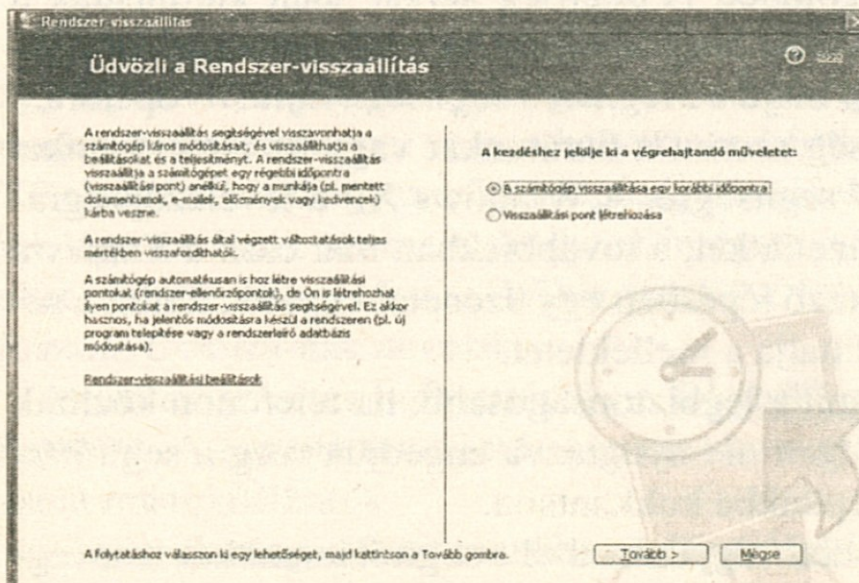 Rendszer-visszaállítás
Üdvözli a Rendszer-visszaállítás
A rendszer-visszaállítás segítségével visszavonhatja a
számítógép káros módosításait, és visszaállíthatja a
beállításokat és a teljesítményt. A rendszer-visszaállítás
visszaállítja a számítógépet egy régebbi időpontra
(visszaállítási pont) anélkül, hogy a munkája (pl. mentett
dokumentumok, e-mailek, előzmények vagy kedvencek)
kárba veszne.
A rendszer-visszaállítás által végzett változtatások teljes
mértékben visszafordíthatók.
A számítógép automatikusan is hoz létre visszaállítási
pontokat (rendszer-ellenőrzőpontok), de Ön is létrehozhat
ilyen pontokat a rendszer-visszaállítás segítségével. Ez akkor
hasznos, ha jelentős módosításra készül a rendszeren (pl. új
program telepítése vagy a rendszerleíró adatbázis
módosítása).
Rendszer-visszaállítási beállítások
A kezdéshez jelölje ki a végrehajtandó műveletet:
A számítógép visszaállítása egy korábbi időpontra
Visszaállítási pont létrehozása
A folytatáshoz válasszon ki egy lehetőséget, majd kattintson a Tovább gombra.
Tovább >
Mégse